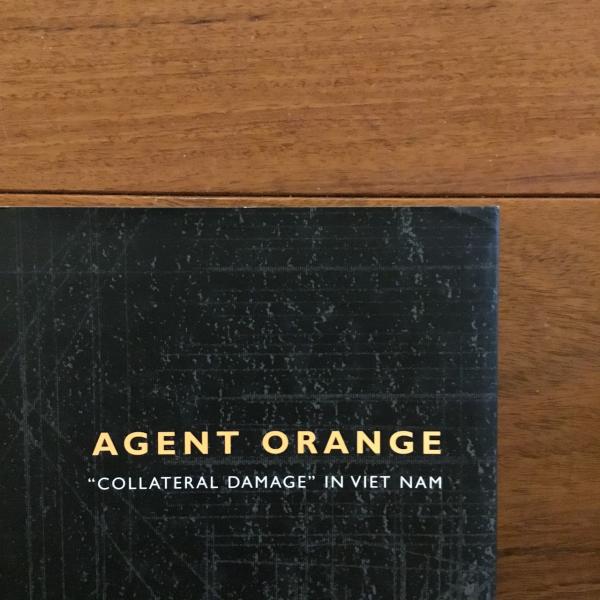 AGENT ORANGE
“COLLATERAL DAMAGE” IN VIET NAM